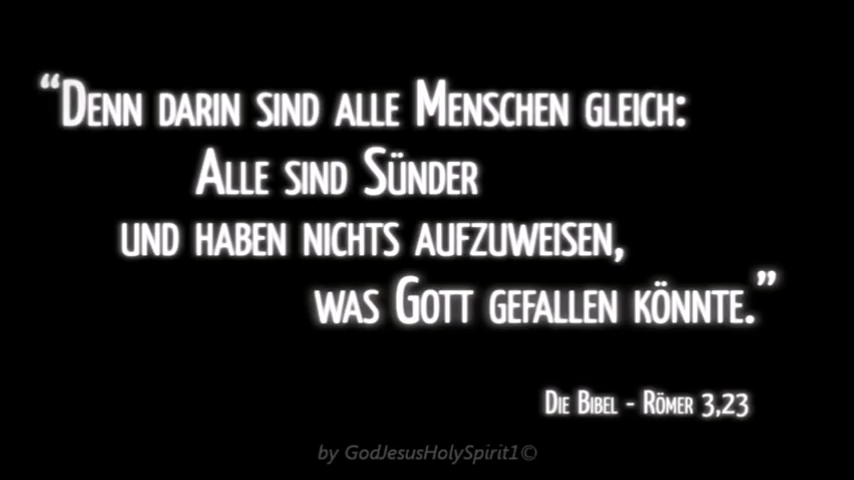 “Denn darin sind alle Menschen gleich:
Alle sind Sünder
und haben nichts aufzuweisen,
was Gott gefallen könnte.”
Die Bibel - Römer 3,23
by GodJesusHolySpirit1©